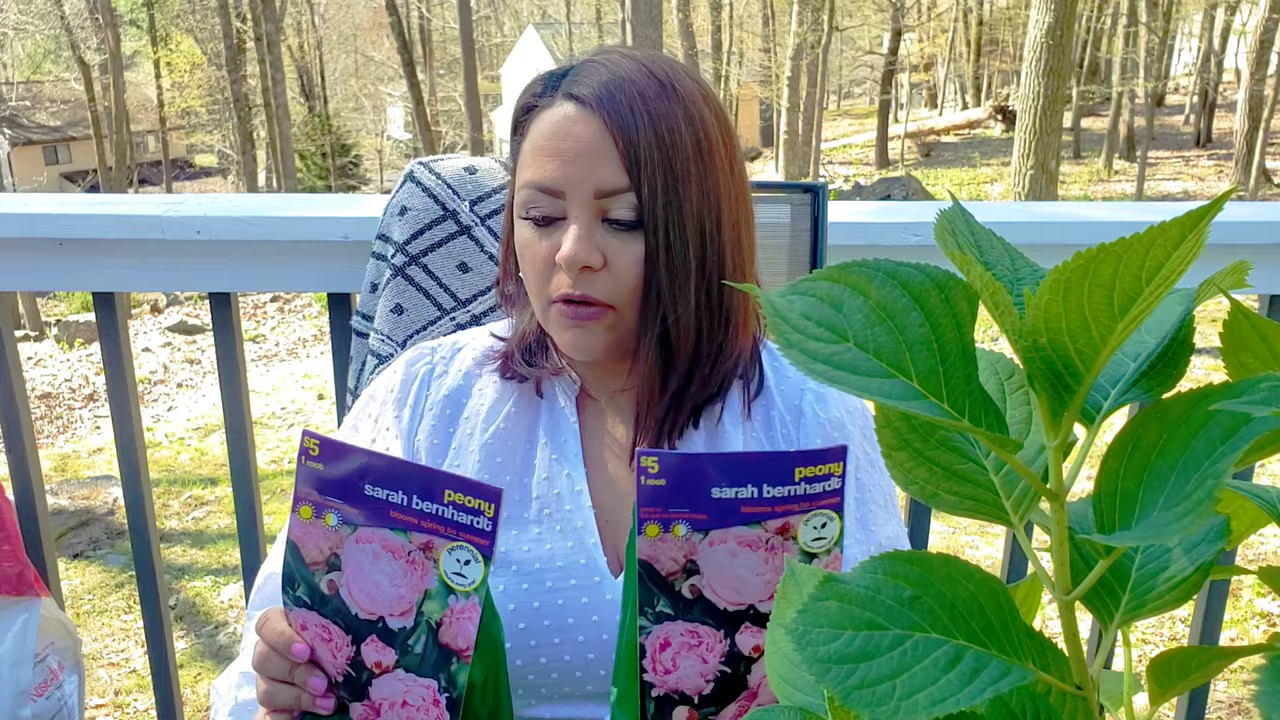 $5
1 root
peony
sarah bernhardt
blooms spring to summer
perennial
$5
1 root
peony
sarah bernhardt
blooms spring to summer